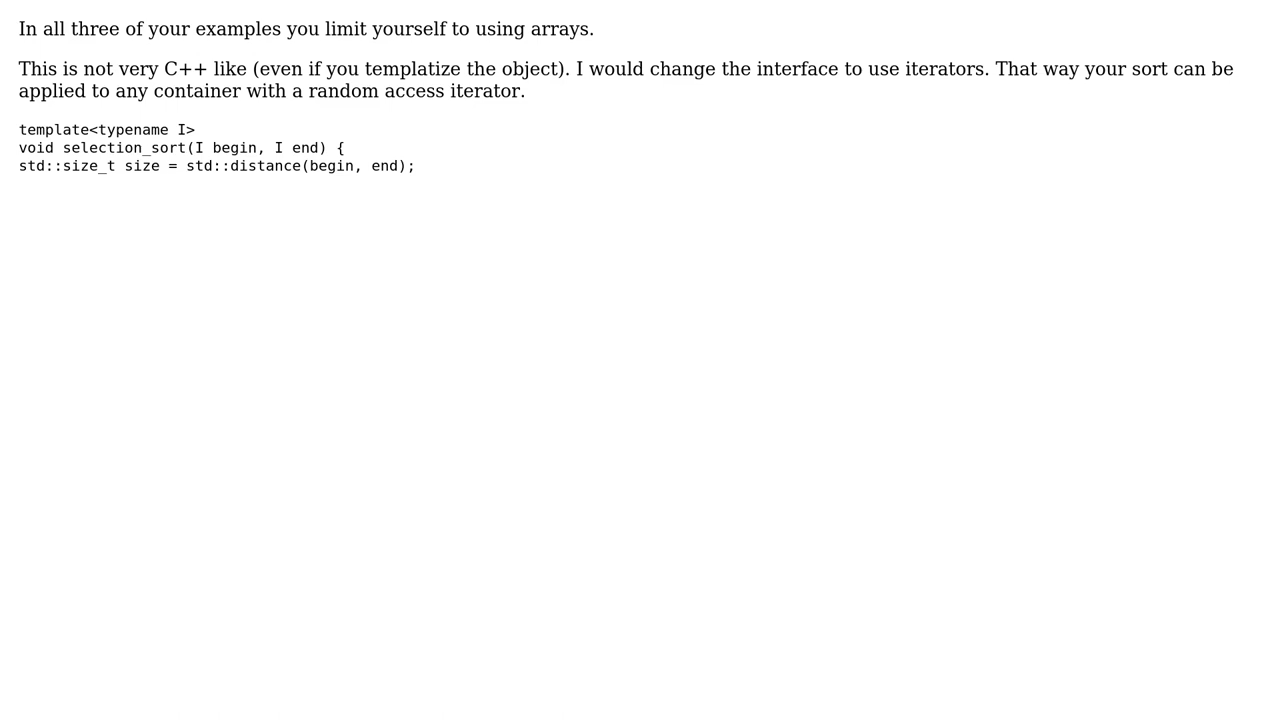 In all three of your examples you limit yourself to using arrays.
This is not very C++ like (even if you templatize the object). I would change the interface to use iterators. That way your sort can be
applied to any container with a random access iterator.
template<typename I>
void selection_sort(I begin, I end) {
std::size_t size = std::distance(begin, end);